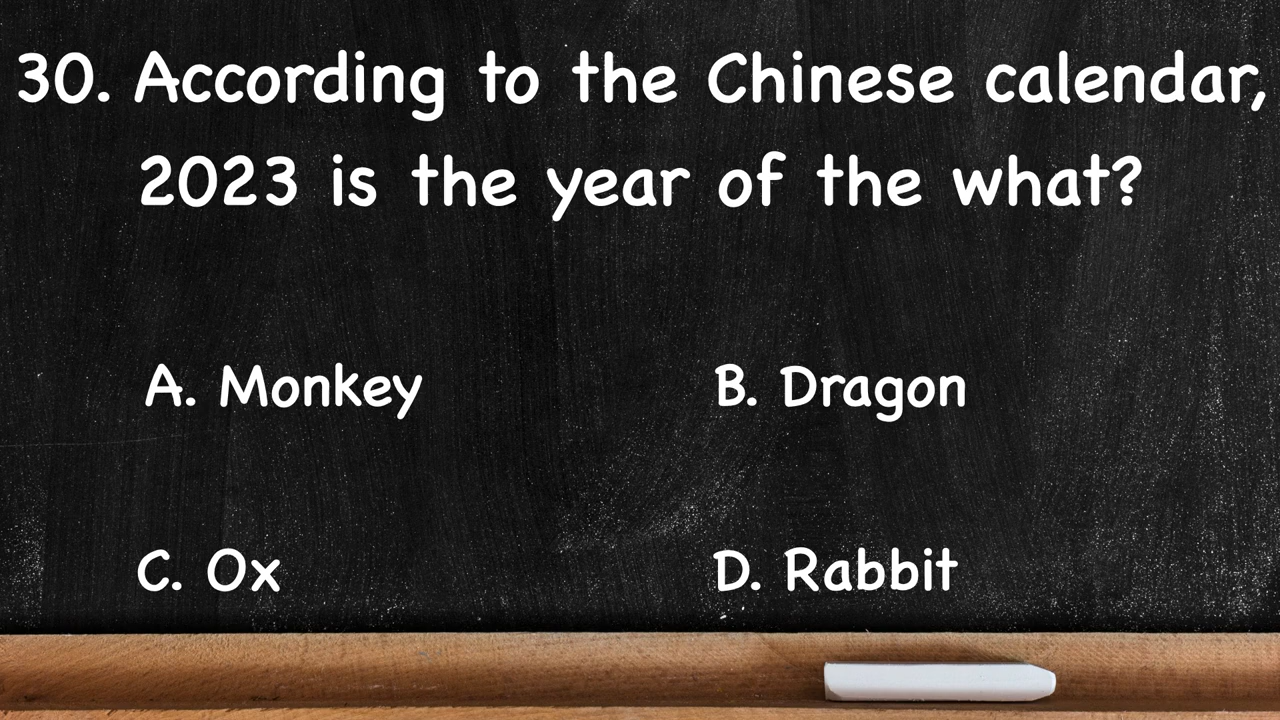 30. According to the Chinese calendar,
2023 is the year of the what?
A. Monkey
B. Dragon
C. Ox
D. Rabbit